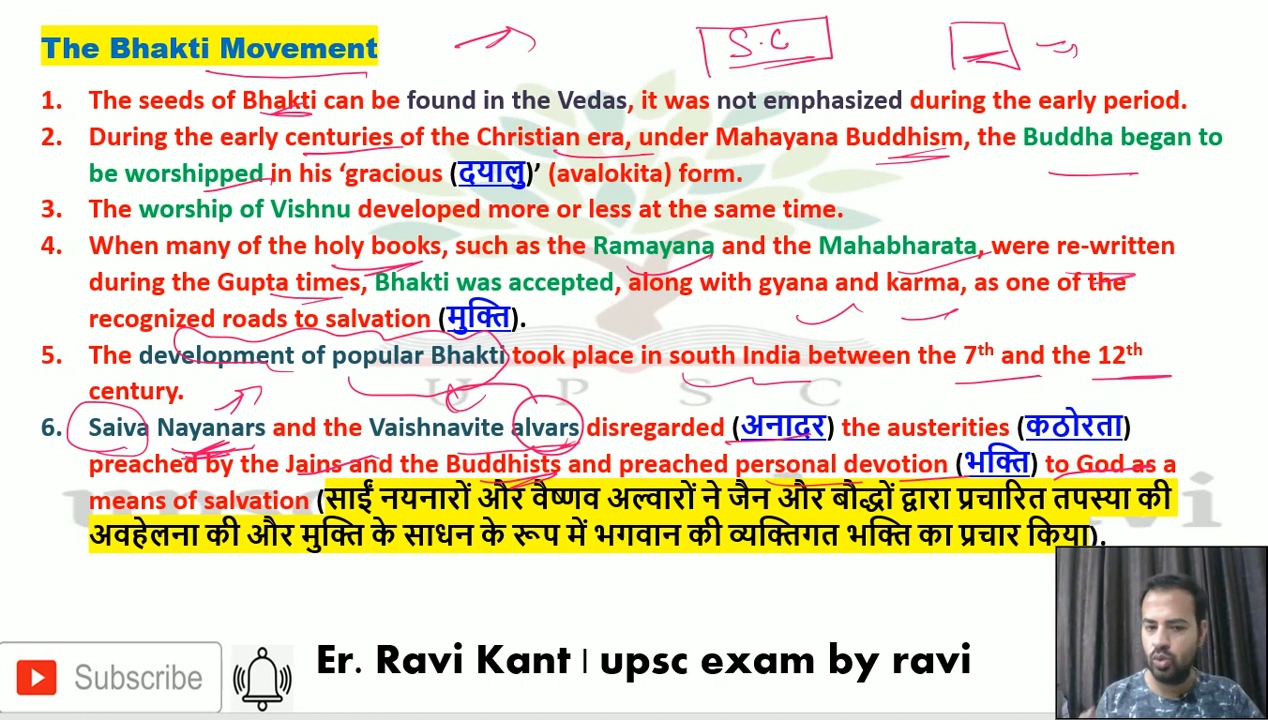 The Bhakti Movement
S.C
1. The seeds of Bhakti can be found in the Vedas, it was not emphasized during the early period.
2. During the early centuries of the Christian era, under Mahayana Buddhism, the Buddha began to
be worshipped in his ‘gracious (दयालु)’ (avalokita) form.
3. The worship of Vishnu developed more or less at the same time.
4. When many of the holy books, such as the Ramayana and the Mahabharata, were re-written
during the Gupta times, Bhakti was accepted, along with gyana and karma, as one of the
recognized roads to salvation (मुक्ति).
5. The development of popular Bhakti took place in south India between the 7th and the 12th
century.
UPSC
6. Saiva Nayanars and the Vaishnavite alvars disregarded (अनादर) the austerities (कठोरता)
preached by the Jains and the Buddhists and preached personal devotion (भक्ति) to God as a
means of salvation (साईं नयनारों और वैष्णव अल्वारों ने जैन और बौद्धों द्वारा प्रचारित तपस्या की
अवहेलना की और मुक्ति के साधन के रूप में भगवान की व्यक्तिगत भक्ति का प्रचार किया).
Subscribe
Er. Ravi Kant | upsc exam by ravi